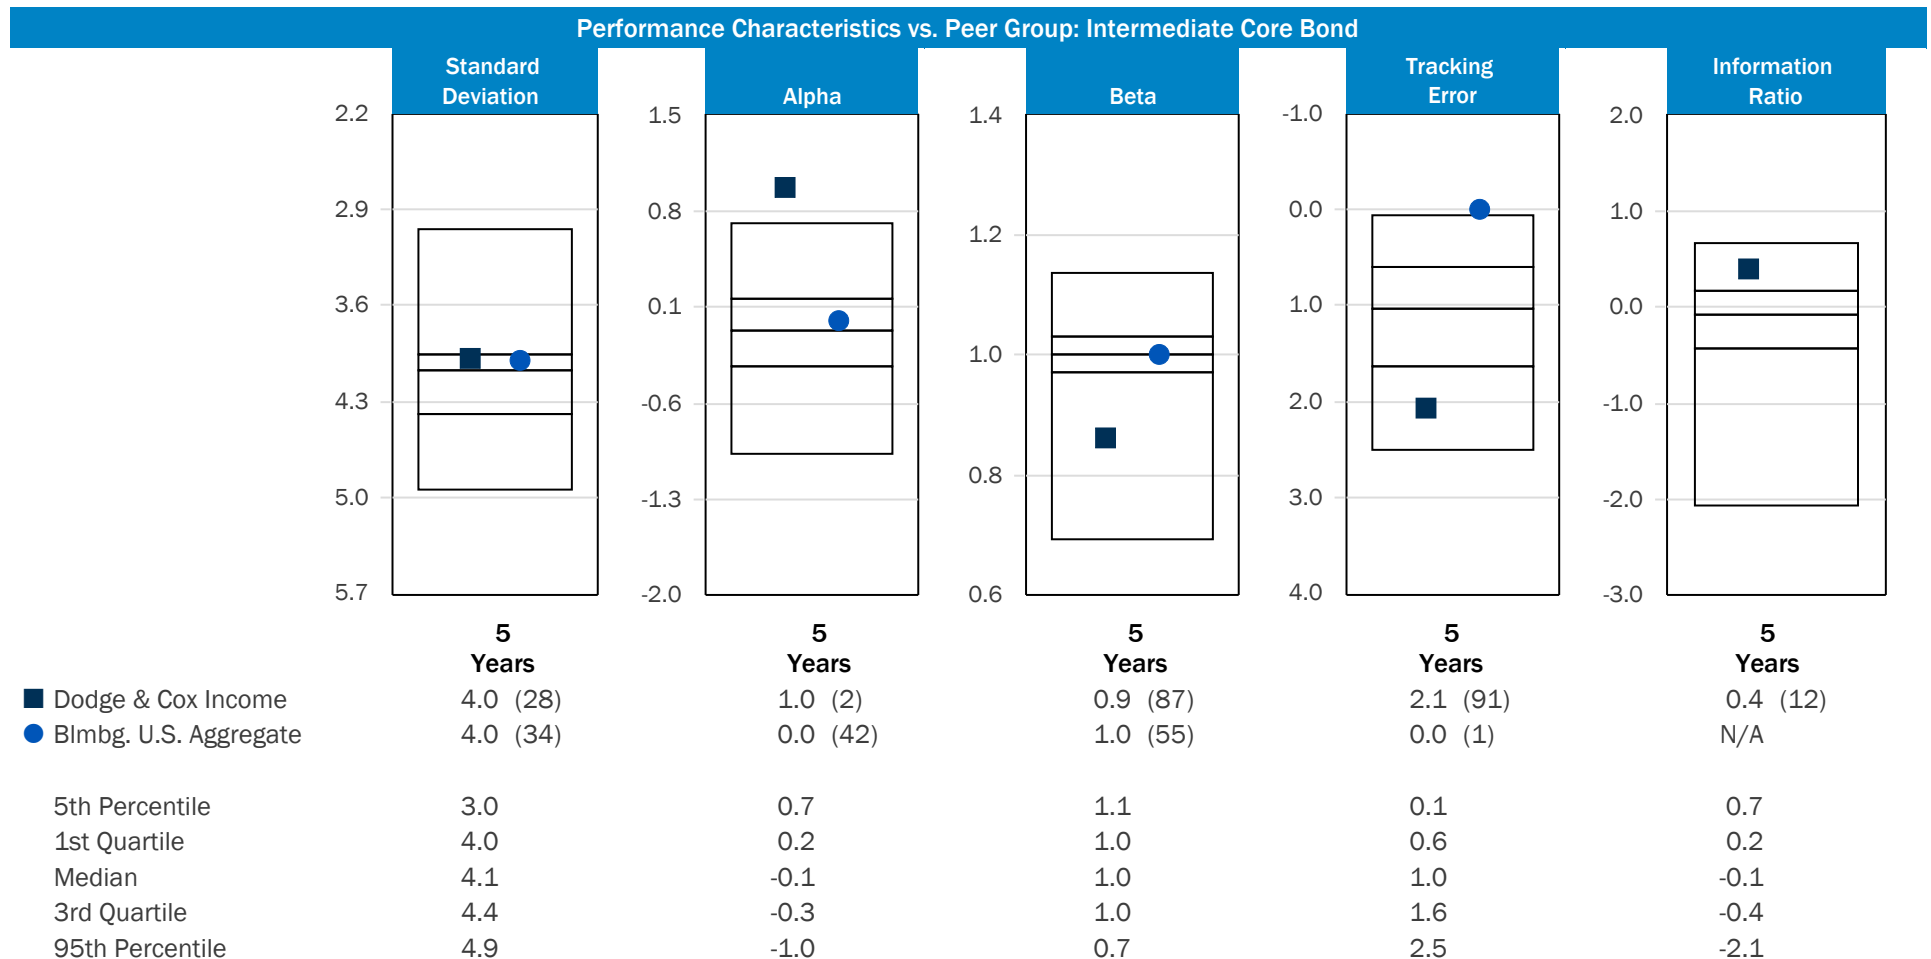 Performance Characteristics vs. Peer Group: Intermediate Core Bond
Standard
Deviation
2.2
2.9
3.6
4.3
5.0
5.7
Alpha
1.5
0.8
0.1
-0.6
-1.3
-2.0
Beta
1.4
1.2
1.0
0.8
0.6
Tracking
Error
-1.0
0.0
1.0
2.0
3.0
4.0
Information
Ratio
2.0
1.0
0.0
-1.0
-2.0
-3.0
5 5 5 5 5
Years Years Years Years Years
Dodge & Cox Income 4.0 (28) 1.0 (2) 0.9 (87) 2.1 (91) 0.4 (12)
Blmbg. U.S. Aggregate 4.0 (34) 0.0 (42) 1.0 (55) 0.0 (1) N/A
5th Percentile 3.0 0.7 1.1 0.1 0.7
1st Quartile 4.0 0.2 1.0 0.6 0.2
Median 4.1 -0.1 1.0 1.0 -0.1
3rd Quartile 4.4 -0.3 1.0 1.6 -0.4
95th Percentile 4.9 -1.0 0.7 2.5 -2.1